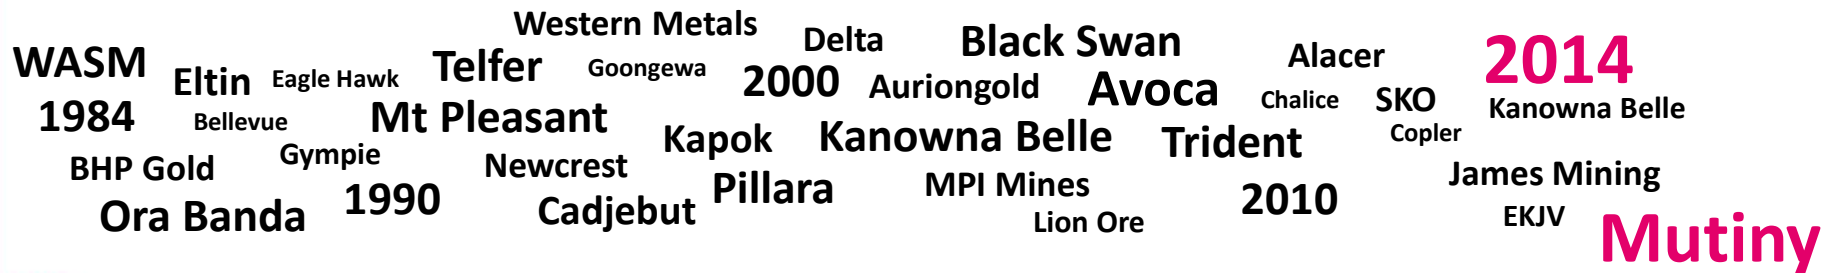 Western Metals
Delta
Black Swan
Alacer
2014
WASM
Eltin
Eagle Hawk
Telfer
Goongewa
2000
Auriongold
Avoca
Chalice
SKO
Kanowna Belle
1984
Bellevue
Mt Pleasant
Kapok
Kanowna Belle
Trident
Copler
BHP Gold
Gympie
Newcrest
Pillara
MPI Mines
2010
James Mining
Ora Banda
1990
Cadjebut
Lion Ore
EKJV
Mutiny